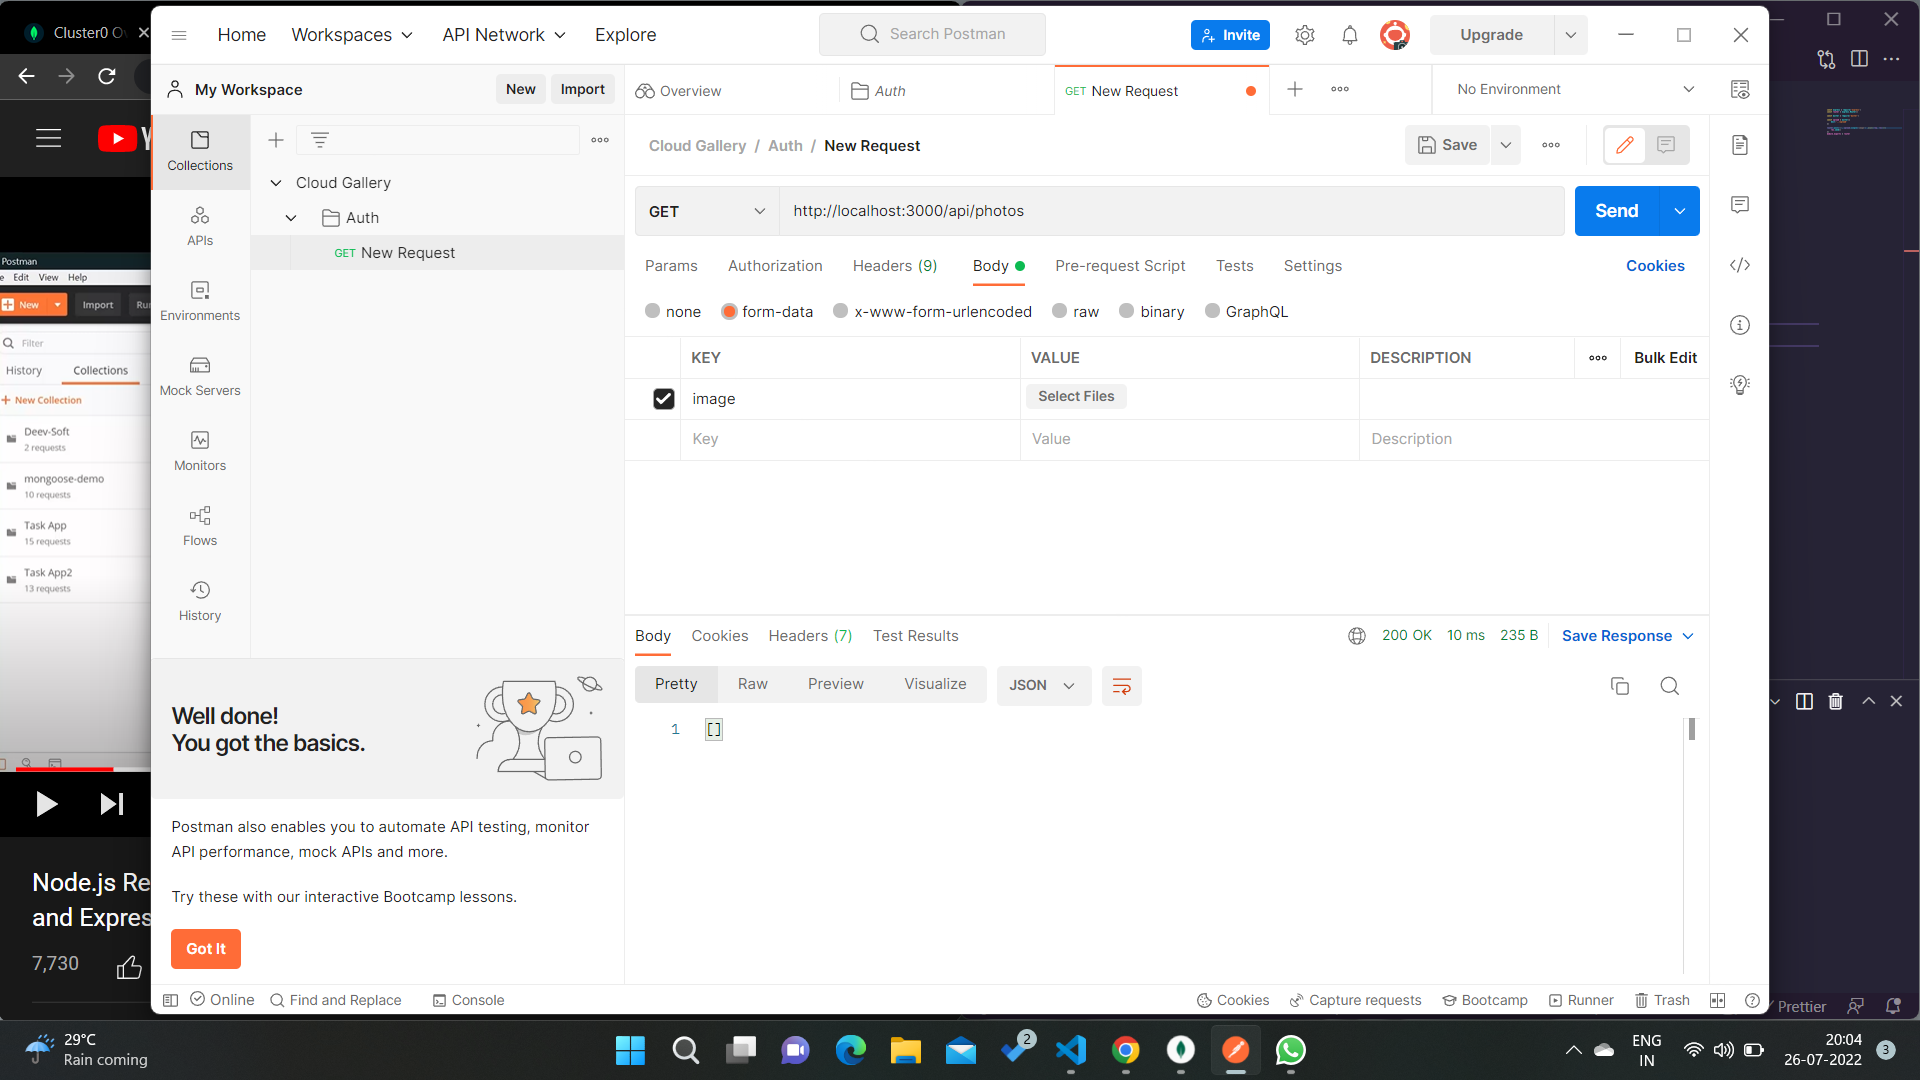 Cluster0 Ov
Home
Workspaces
API Network
Explore
Search Postman
Invite
Upgrade
My Workspace
New
Import
Overview
Auth
GET New Request
No Environment
Collections
APIs
Environments
Mock Servers
Monitors
Flows
History
Cloud Gallery
Auth
GET New Request
Cloud Gallery / Auth / New Request
Save
GET
http://localhost:3000/api/photos
Send
Params
Authorization
Headers (9)
Body
Pre-request Script
Tests
Settings
Cookies
none
form-data
x-www-form-urlencoded
raw
binary
GraphQL
KEY
VALUE
DESCRIPTION
Bulk Edit
image
Select Files
Key
Value
Description
Body
Cookies
Headers (7)
Test Results
200 OK
10 ms
235 B
Save Response
Pretty
Raw
Preview
Visualize
JSON
1
[]
Postman
Edit
View
Help
New
Import
Ru
Filter
History
Collections
New Collection
Deev-Soft
2 requests
mongoose-demo
10 requests
Task App
15 requests
Task App2
13 requests
Well done!
You got the basics.
Postman also enables you to automate API testing, monitor
API performance, mock APIs and more.
Try these with our interactive Bootcamp lessons.
Got It
Node.js Re
and Expres
7,730
Online
Find and Replace
Console
Cookies
Capture requests
Bootcamp
Runner
Trash
Prettier
29°C
Rain coming
2
ENG
IN
20:04
26-07-2022
3